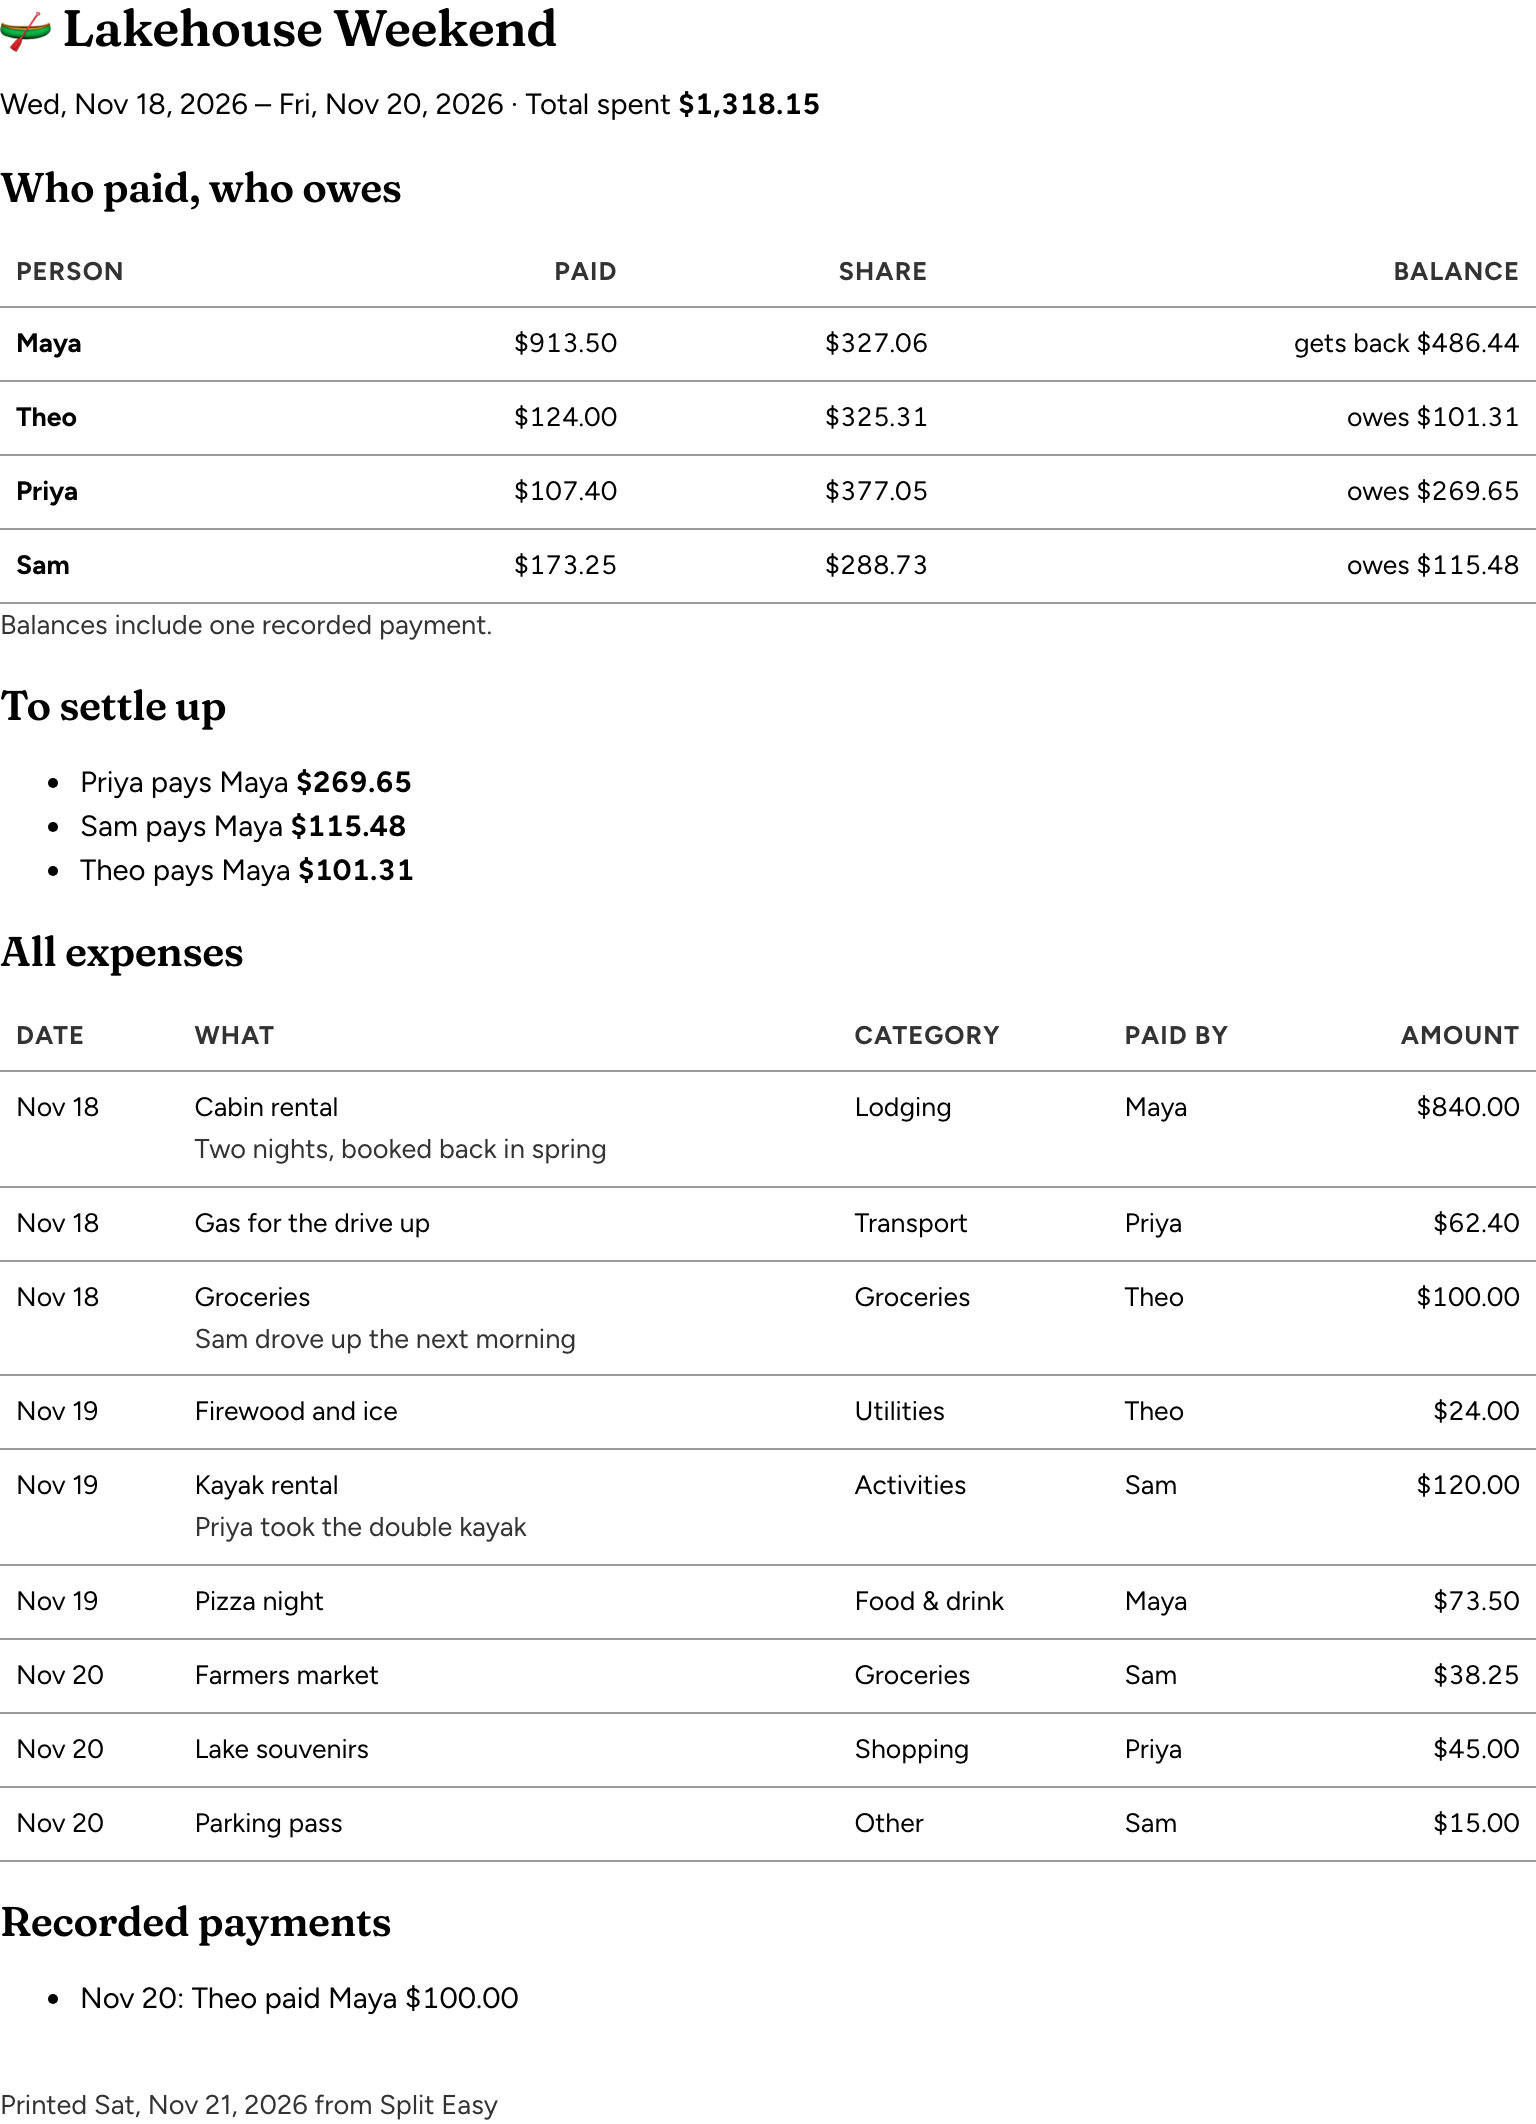 Lakehouse Weekend
Wed, Nov 18, 2026 – Fri, Nov 20, 2026 · Total spent $1,318.15
Who paid, who owes
PERSON PAID SHARE BALANCE
Maya $913.50 $327.06 gets back $486.44
Theo $124.00 $325.31 owes $101.31
Priya $107.40 $377.05 owes $269.65
Sam $173.25 $288.73 owes $115.48
Balances include one recorded payment.
To settle up
• Priya pays Maya $269.65
• Sam pays Maya $115.48
• Theo pays Maya $101.31
All expenses
DATE WHAT CATEGORY PAID BY AMOUNT
Nov 18 Cabin rental Lodging Maya $840.00
Two nights, booked back in spring
Nov 18 Gas for the drive up Transport Priya $62.40
Nov 18 Groceries Groceries Theo $100.00
Sam drove up the next morning
Nov 19 Firewood and ice Utilities Theo $24.00
Nov 19 Kayak rental Activities Sam $120.00
Priya took the double kayak
Nov 19 Pizza night Food & drink Maya $73.50
Nov 20 Farmers market Groceries Sam $38.25
Nov 20 Lake souvenirs Shopping Priya $45.00
Nov 20 Parking pass Other Sam $15.00
Recorded payments
• Nov 20: Theo paid Maya $100.00
Printed Sat, Nov 21, 2026 from Split Easy